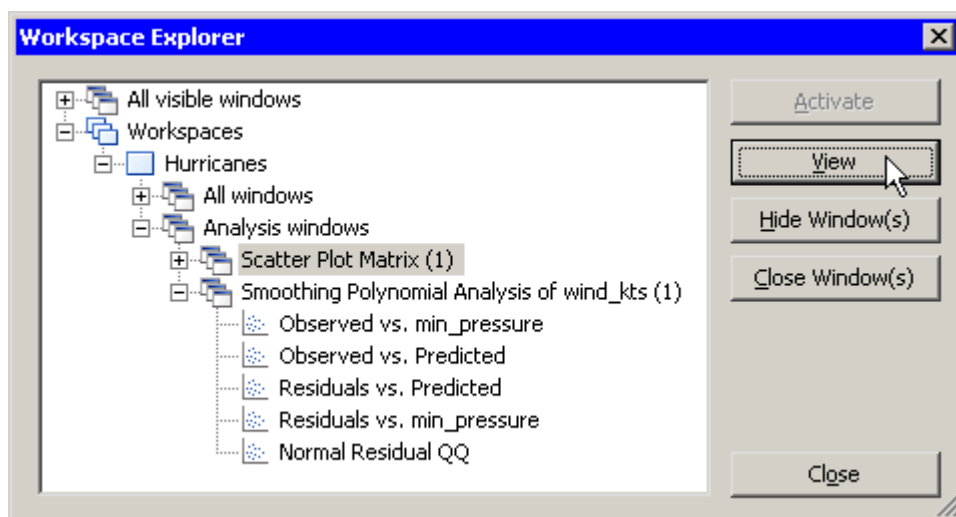 Workspace Explorer
All visible windows
Workspaces
Hurricanes
All windows
Analysis windows
Scatter Plot Matrix (1)
Smoothing Polynomial Analysis of wind_kts (1)
Observed vs. min_pressure
Observed vs. Predicted
Residuals vs. Predicted
Residuals vs. min_pressure
Normal Residual QQ
Activate
View
Hide Window(s)
Close Window(s)
Close